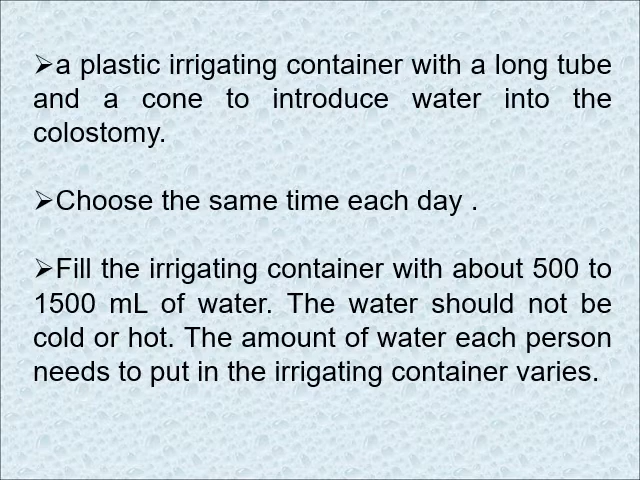 ➢a plastic irrigating container with a long tube
and a cone to introduce water into the
colostomy.
➢Choose the same time each day .
➢Fill the irrigating container with about 500 to
1500 mL of water. The water should not be
cold or hot. The amount of water each person
needs to put in the irrigating container varies.